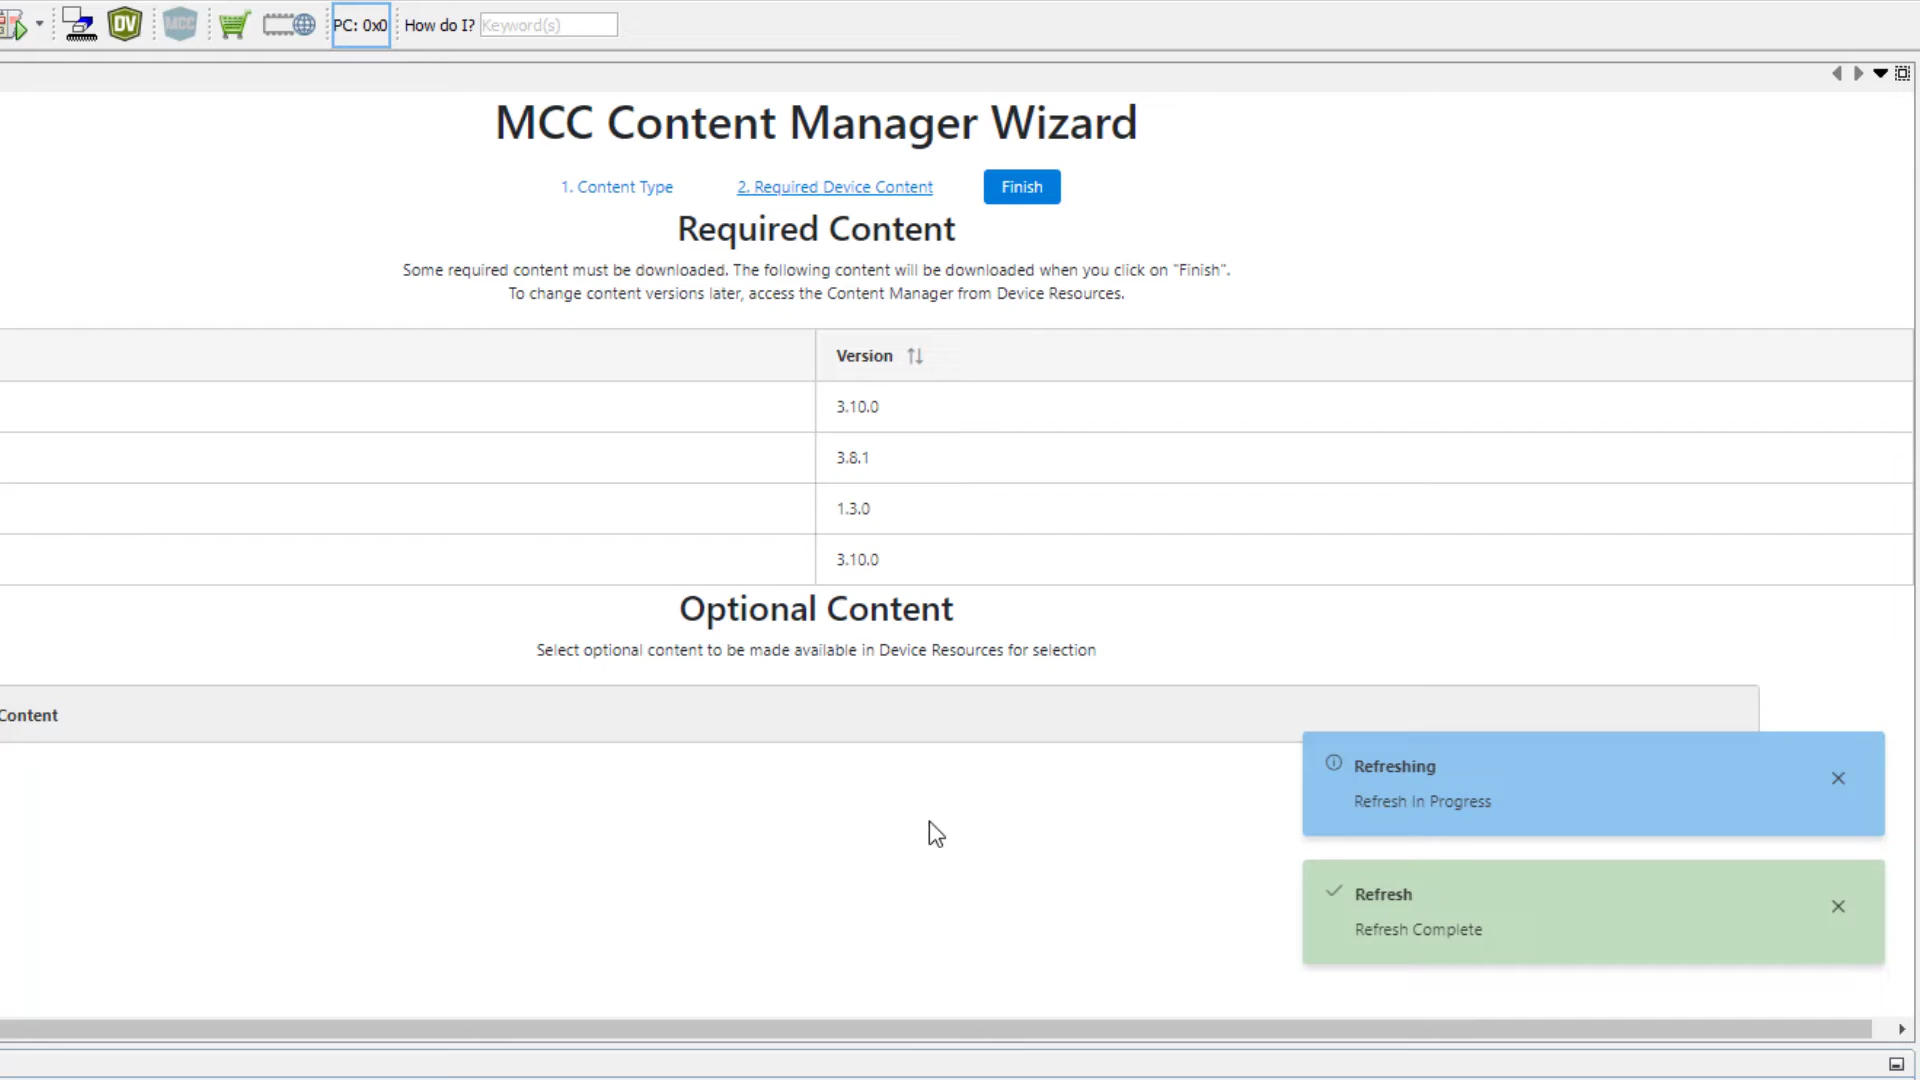 DV
MCC
PC: 0x0
How do I?
Keyword(s)
MCC Content Manager Wizard
1. Content Type
2. Required Device Content
Finish
Required Content
Some required content must be downloaded. The following content will be downloaded when you click on "Finish".
To change content versions later, access the Content Manager from Device Resources.
Version
3.10.0
3.8.1
1.3.0
3.10.0
Optional Content
Select optional content to be made available in Device Resources for selection
Content
Refreshing
Refresh In Progress
Refresh
Refresh Complete